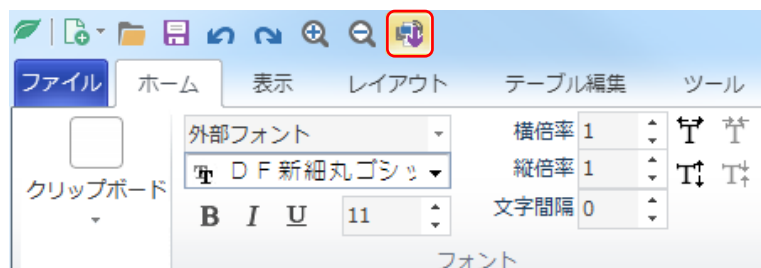 ファイル ホーム 表示 レイアウト テーブル編集 ツール
外部フォント 横倍率 1
DF新細丸ゴシッ 縦倍率 1
クリップボード
B I U 11 文字間隔 0
フォント